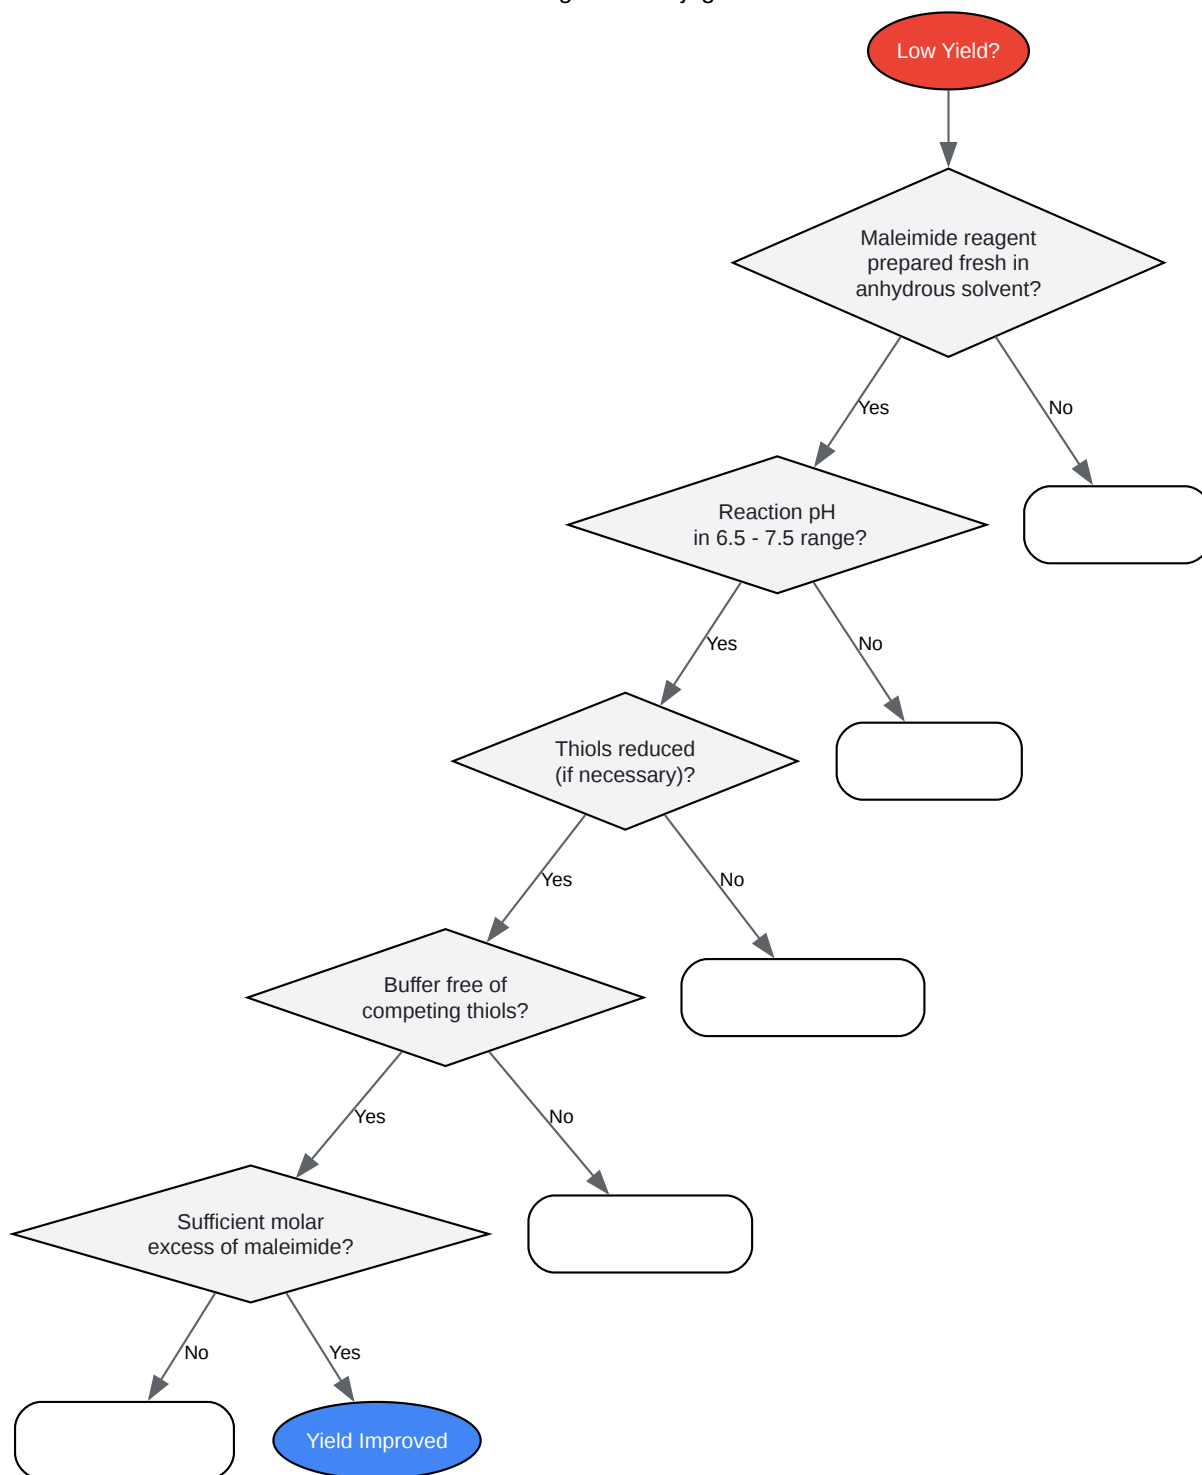 Low Yield?
Maleimide reagent
prepared fresh in
anhydrous solvent?
Yes
No
Reaction pH
in 6.5 - 7.5 range?
Yes
No
Thiols reduced
(if necessary)?
Yes
No
Buffer free of
competing thiols?
Yes
No
Sufficient molar
excess of maleimide?
No
Yes
Yield Improved